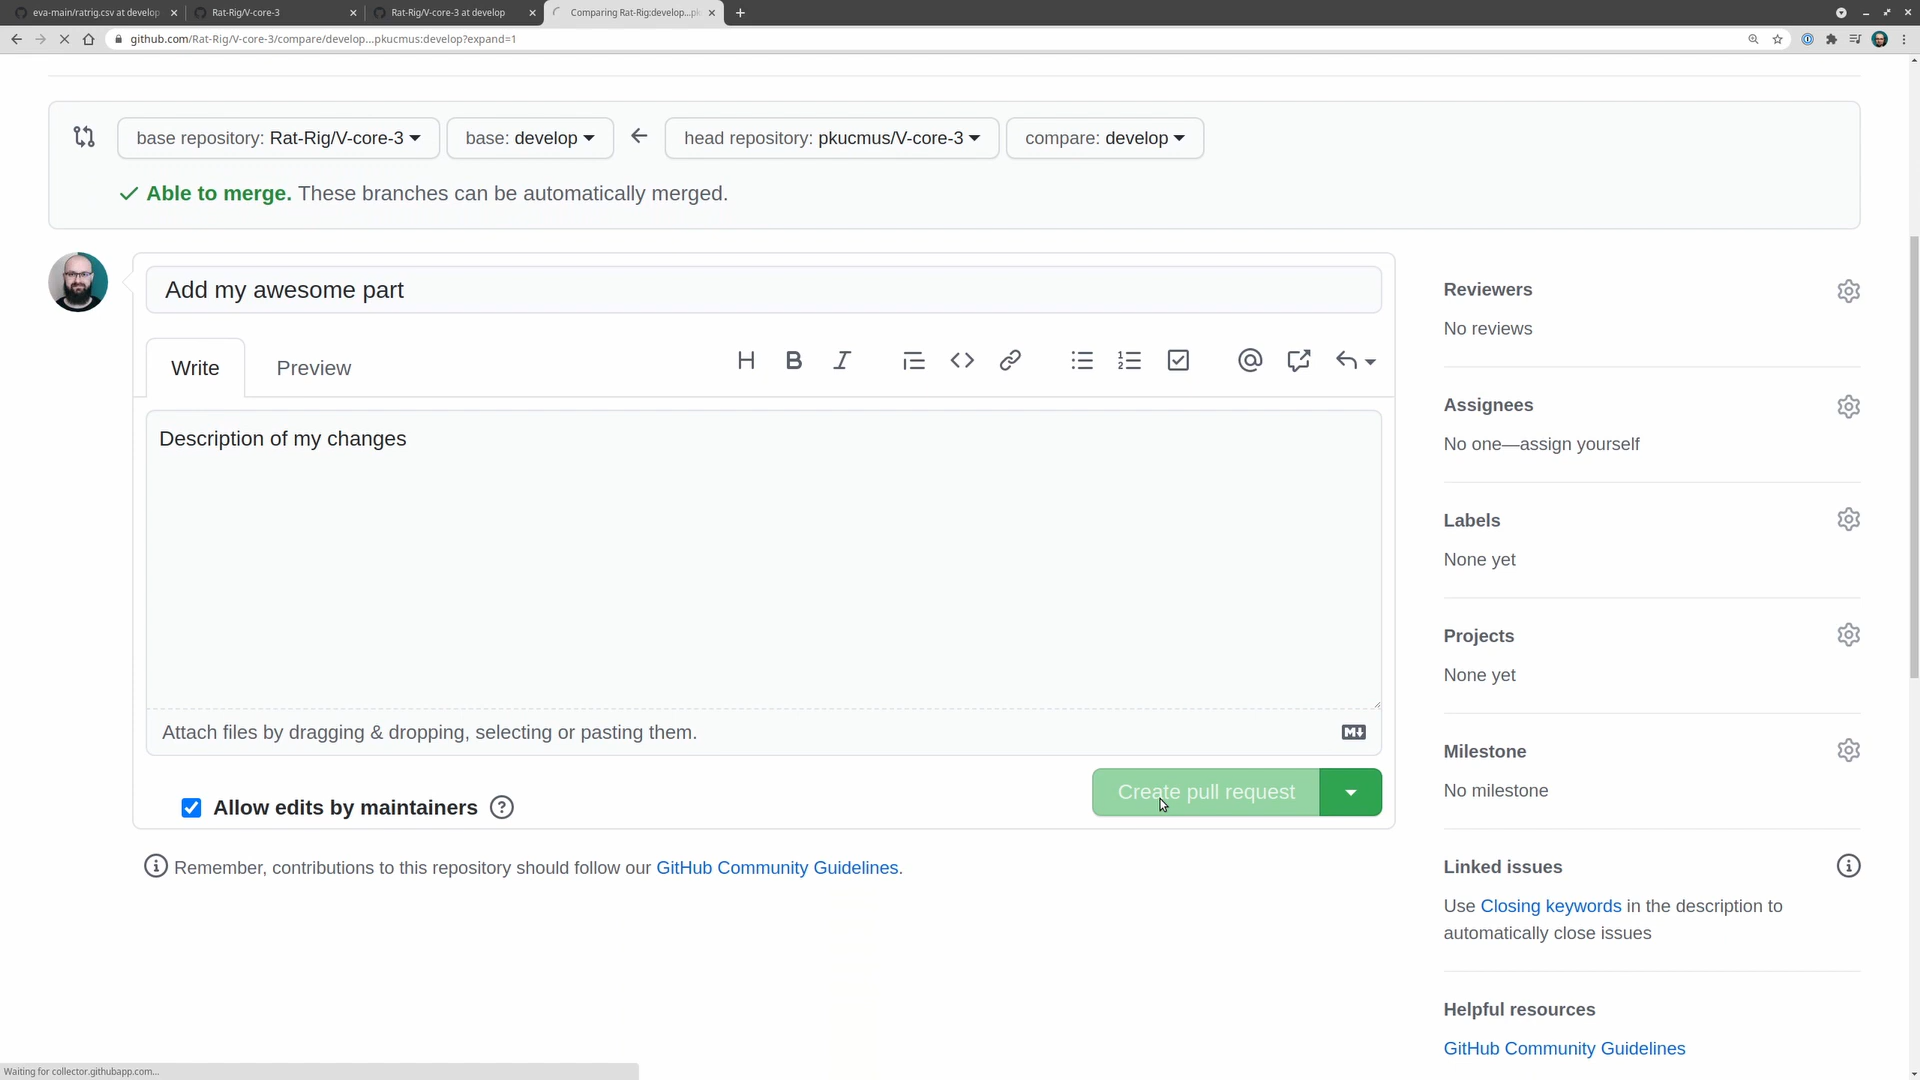 eva-main/ratrig.csv at develop
Rat-Rig/V-core-3
Rat-Rig/V-core-3 at develop
Comparing Rat-Rig:develop...pk
github.com/Rat-Rig/V-core-3/compare/develop...pkucmus:develop?expand=1
base repository: Rat-Rig/V-core-3
base: develop
head repository: pkucmus/V-core-3
compare: develop
Able to merge. These branches can be automatically merged.
Add my awesome part
Write
Preview
Description of my changes
Attach files by dragging & dropping, selecting or pasting them.
Allow edits by maintainers
Create pull request
Remember, contributions to this repository should follow our GitHub Community Guidelines.
Reviewers
No reviews
Assignees
No one—assign yourself
Labels
None yet
Projects
None yet
Milestone
No milestone
Linked issues
Use Closing keywords in the description to
automatically close issues
Helpful resources
GitHub Community Guidelines
Waiting for collector.githubapp.com...